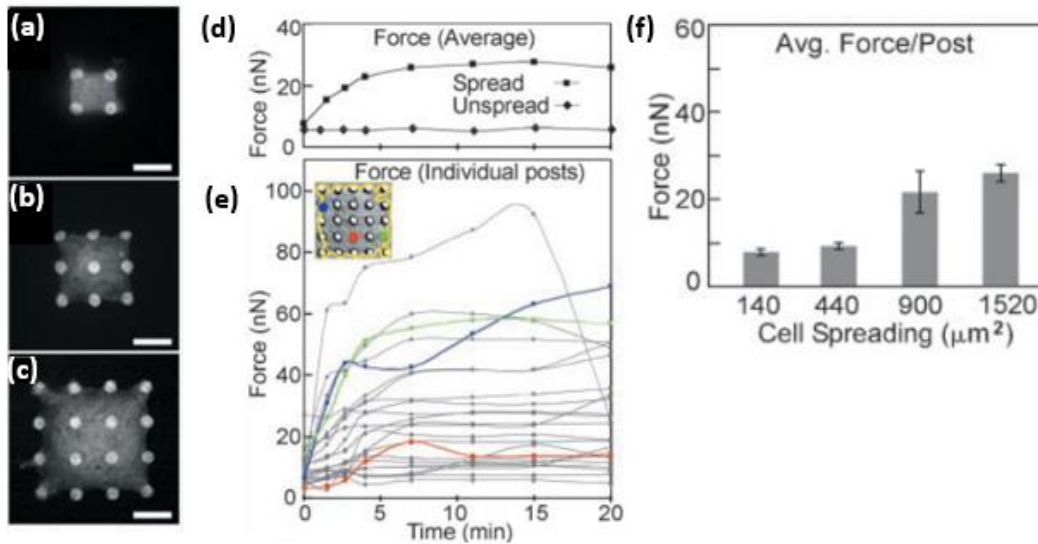 (a)
(b)
(c)
(d)
Force (Average)
Spread
Unspread
Force (nN)
40
20
0
(e)
Force (Individual posts)
Force (nN)
100
80
60
40
20
0
0 5 10 15 20
Time (min)
(f)
Avg. Force/Post
Force (nN)
60
40
20
0
140 440 900 1520
Cell Spreading (μm²)